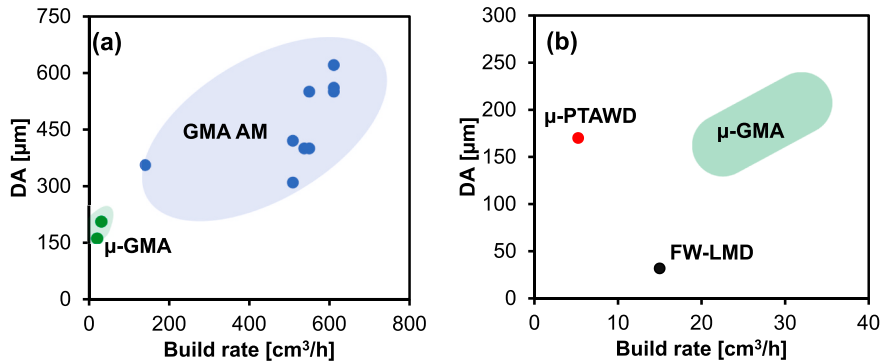 (a)
DA [µm]
750
600
450
300
150
0
GMA AM
µ-GMA
0 200 400 600 800
Build rate [cm³/h]
(b)
DA [µm]
300
250
200
150
100
50
0
µ-PTAWD
µ-GMA
FW-LMD
0 10 20 30 40
Build rate [cm³/h]